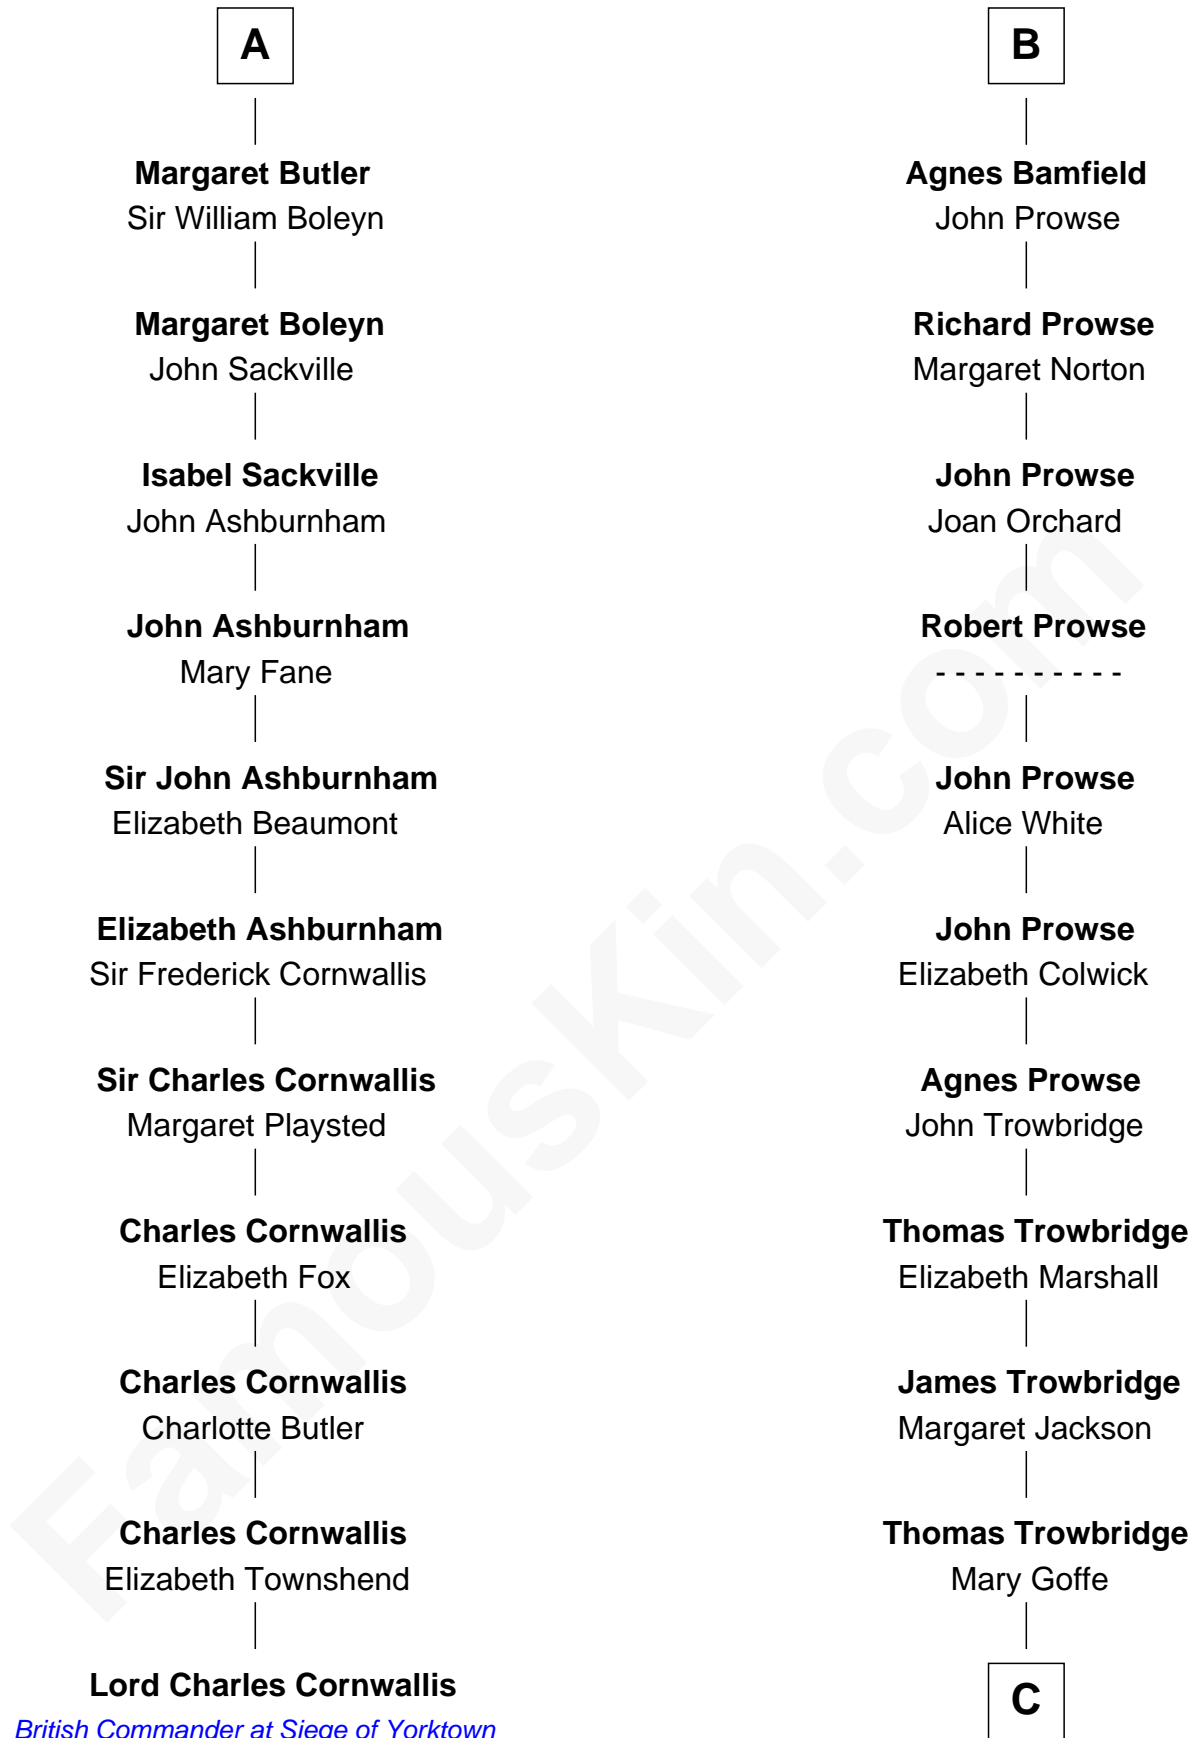 A
Margaret Butler
Sir William Boleyn
Margaret Boleyn
John Sackville
Isabel Sackville
John Ashburnham
John Ashburnham
Mary Fane
Sir John Ashburnham
Elizabeth Beaumont
Elizabeth Ashburnham
Sir Frederick Cornwallis
Sir Charles Cornwallis
Margaret Playsted
Charles Cornwallis
Elizabeth Fox
Charles Cornwallis
Charlotte Butler
Charles Cornwallis
Elizabeth Townshend
Lord Charles Cornwallis
British Commander at Siege of Yorktown
B
Agnes Bamfield
John Prowse
Richard Prowse
Margaret Norton
John Prowse
Joan Orchard
Robert Prowse
- - - - - - - - - -
John Prowse
Alice White
John Prowse
Elizabeth Colwick
Agnes Prowse
John Trowbridge
Thomas Trowbridge
Elizabeth Marshall
James Trowbridge
Margaret Jackson
Thomas Trowbridge
Mary Goffe
C
FamousKin.com